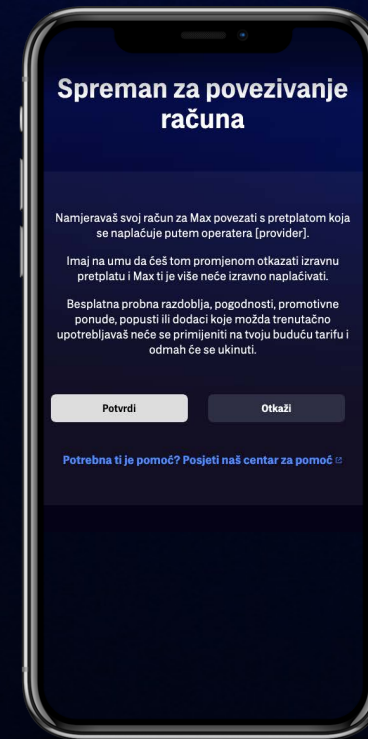 Spreman za povezivanje
računa
Namjeravaš svoj račun za Max povezati s pretplatom koja
se naplaćuje putem operatera [provider].
Imaj na umu da ćeš tom promjenom otkazati izravnu
pretplatu i Max ti je više neće izravno naplaćivati.
Besplatna probna razdoblja, pogodnosti, promotivne
ponude, popusti ili dodaci koje možda trenutačno
upotrebljavaš neće se primijeniti na tvoju buduću tarifu i
odmah će se ukinuti.
Potvrdi
Otkaži
Potrebna ti je pomoć? Posjeti naš centar za pomoć